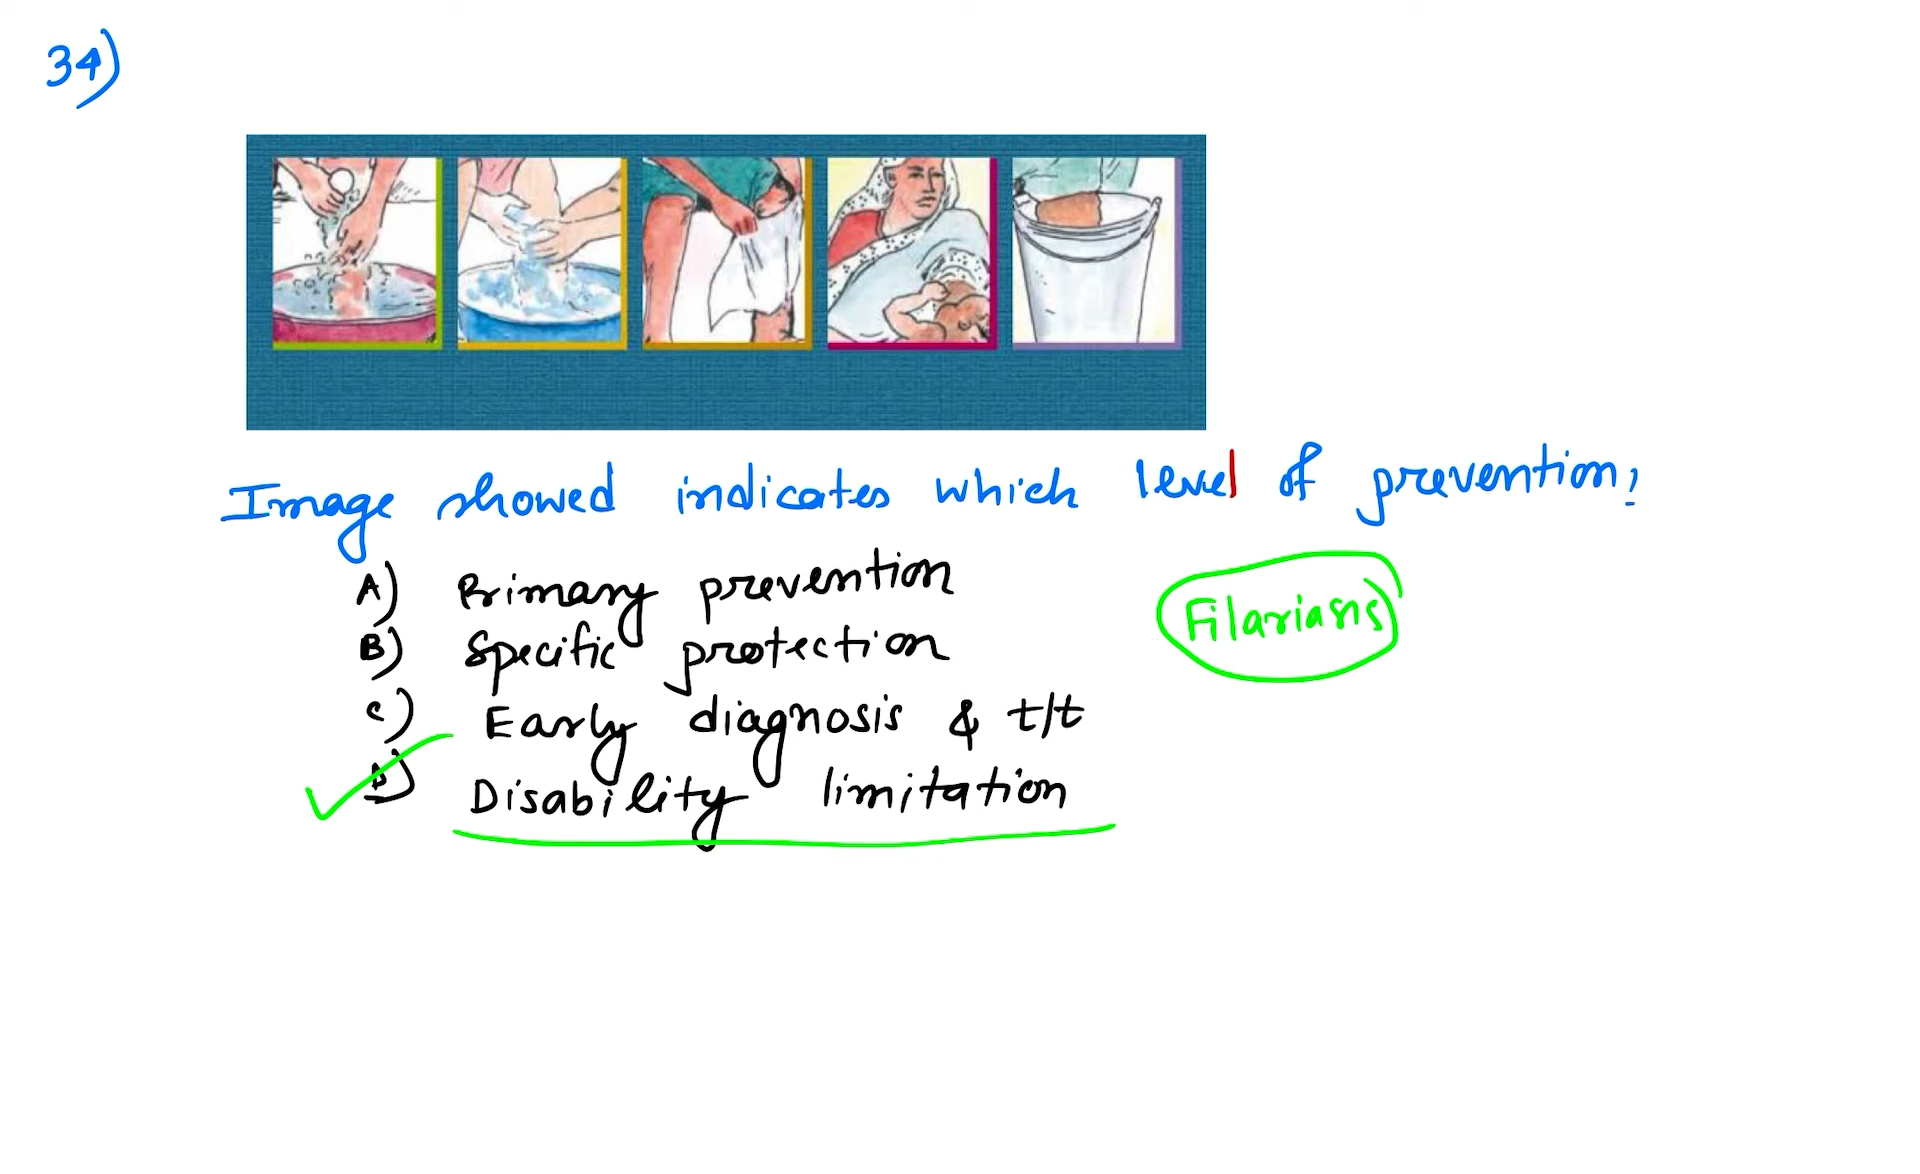 34)
Image showed indicates which level of prevention?
A) Primary prevention
B) Specific protection
Filariasis
C) Early diagnosis & t/t
D) Disability limitation